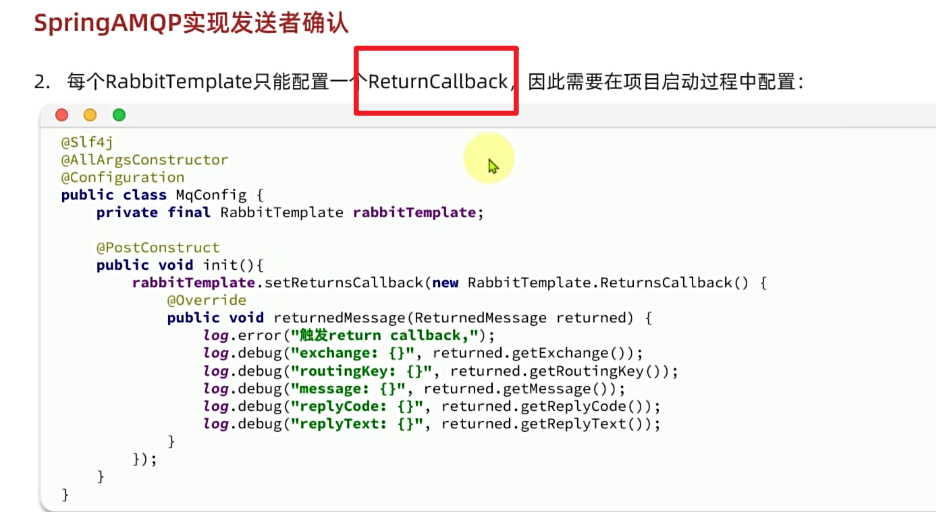 SpringAMQP实现发送者确认
2. 每个RabbitTemplate只能配置一个ReturnCallback，因此需要在项目启动过程中配置：
@Slf4j
@AllArgsConstructor
@Configuration
public class MqConfig {
    private final RabbitTemplate rabbitTemplate;
    @PostConstruct
    public void init(){
        rabbitTemplate.setReturnsCallback(new RabbitTemplate.ReturnsCallback() {
            @Override
            public void returnedMessage(ReturnedMessage returned) {
                log.error("触发return callback,");
                log.debug("exchange: {}", returned.getExchange());
                log.debug("routingKey: {}", returned.getRoutingKey());
                log.debug("message: {}", returned.getMessage());
                log.debug("replyCode: {}", returned.getReplyCode());
                log.debug("replyText: {}", returned.getReplyText());
            }
        });
    }
}